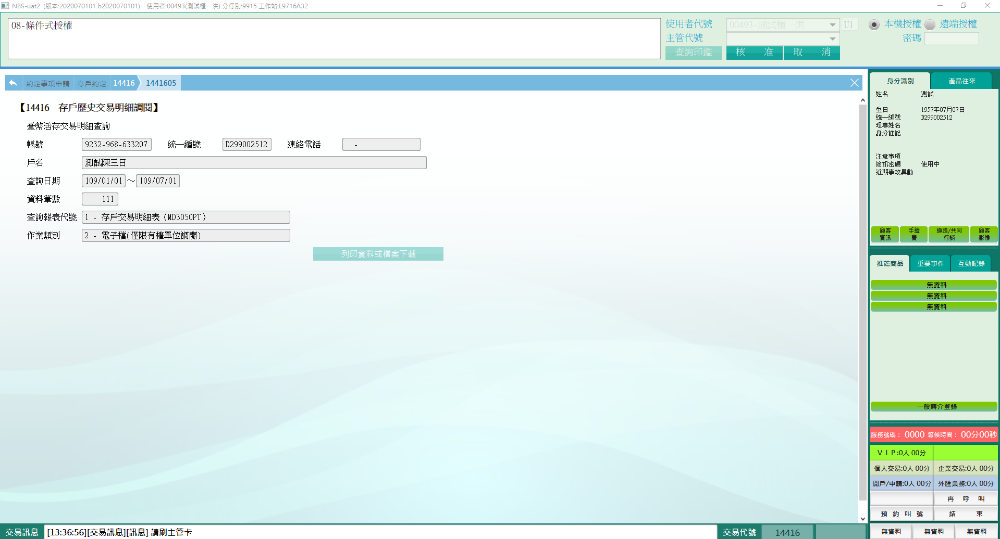 NBS-uat2 (版本:2020070101.b2020070101) 使用者:00493(測試櫃一洪) 分行別:9915 工作站:L9716A32
08-條件式授權
使用者代號 00493-測試櫃一洪 U1 本機授權 遠端授權
主管代號 密碼
查詢印鑑 核 准 取 消
約定事項申請 存戶約定 14416 1441605
【14416 存戶歷史交易明細調閱】
臺幣活存交易明細查詢
帳號 9232-968-633207 統一編號 D299002512 連絡電話 -
戶名 測試陳三日
查詢日期 109/01/01 ～ 109/07/01
資料筆數 111
查詢報表代號 1 - 存戶交易明細表（MD3050PT）
作業類別 2 - 電子檔(僅限有權單位調閱)
列印資料或檔案下載
身分識別 產品往來
姓名 測試
生日 1957年07月07日
統一編號 D299002512
理專姓名
身分註記
注意事項
簡訊密碼 使用中
近期事故異動
顧客資訊 手續費 通路/共同行銷 顧客影像
推薦商品 重要事件 互動記錄
無資料
無資料
無資料
一般轉介登錄
服務號碼： 0000 等候時間： 00分00秒
ＶＩＰ:0人 00分
個人交易:0人 00分 企業交易:0人 00分
開戶/申請:0人 00分 外匯業務:0人 00分
再 呼 叫
預 約 叫 號 結 束
無資料 無資料 無資料
交易訊息 [13:36:56][交易訊息][訊息] 請刷主管卡 交易代號 14416